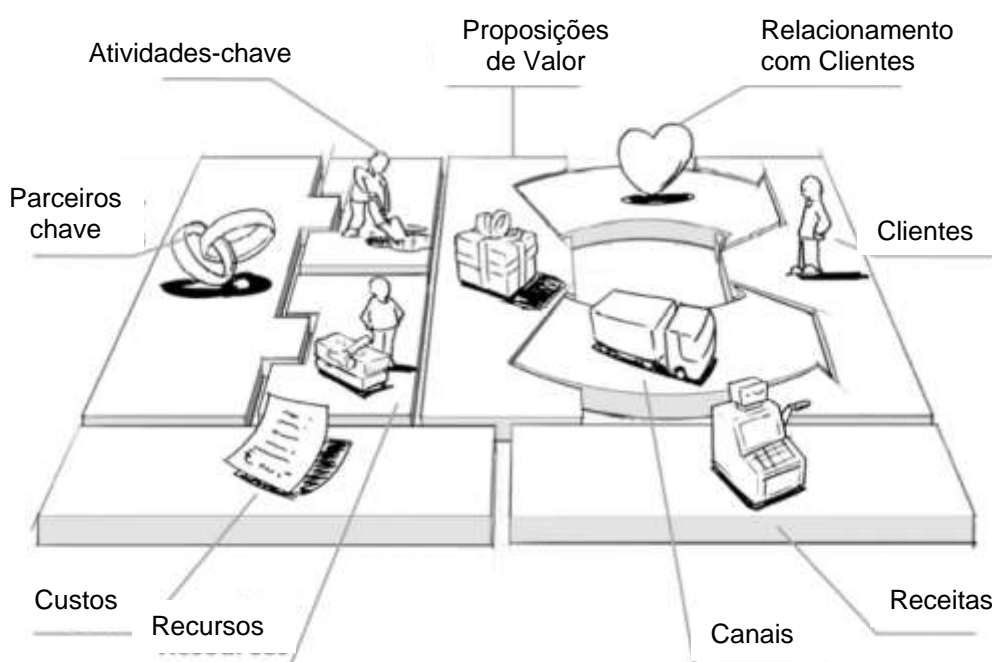 Atividades-chave
Proposições
de Valor
Relacionamento
com Clientes
Parceiros
chave
Clientes
Custos
Recursos
Canais
Receitas